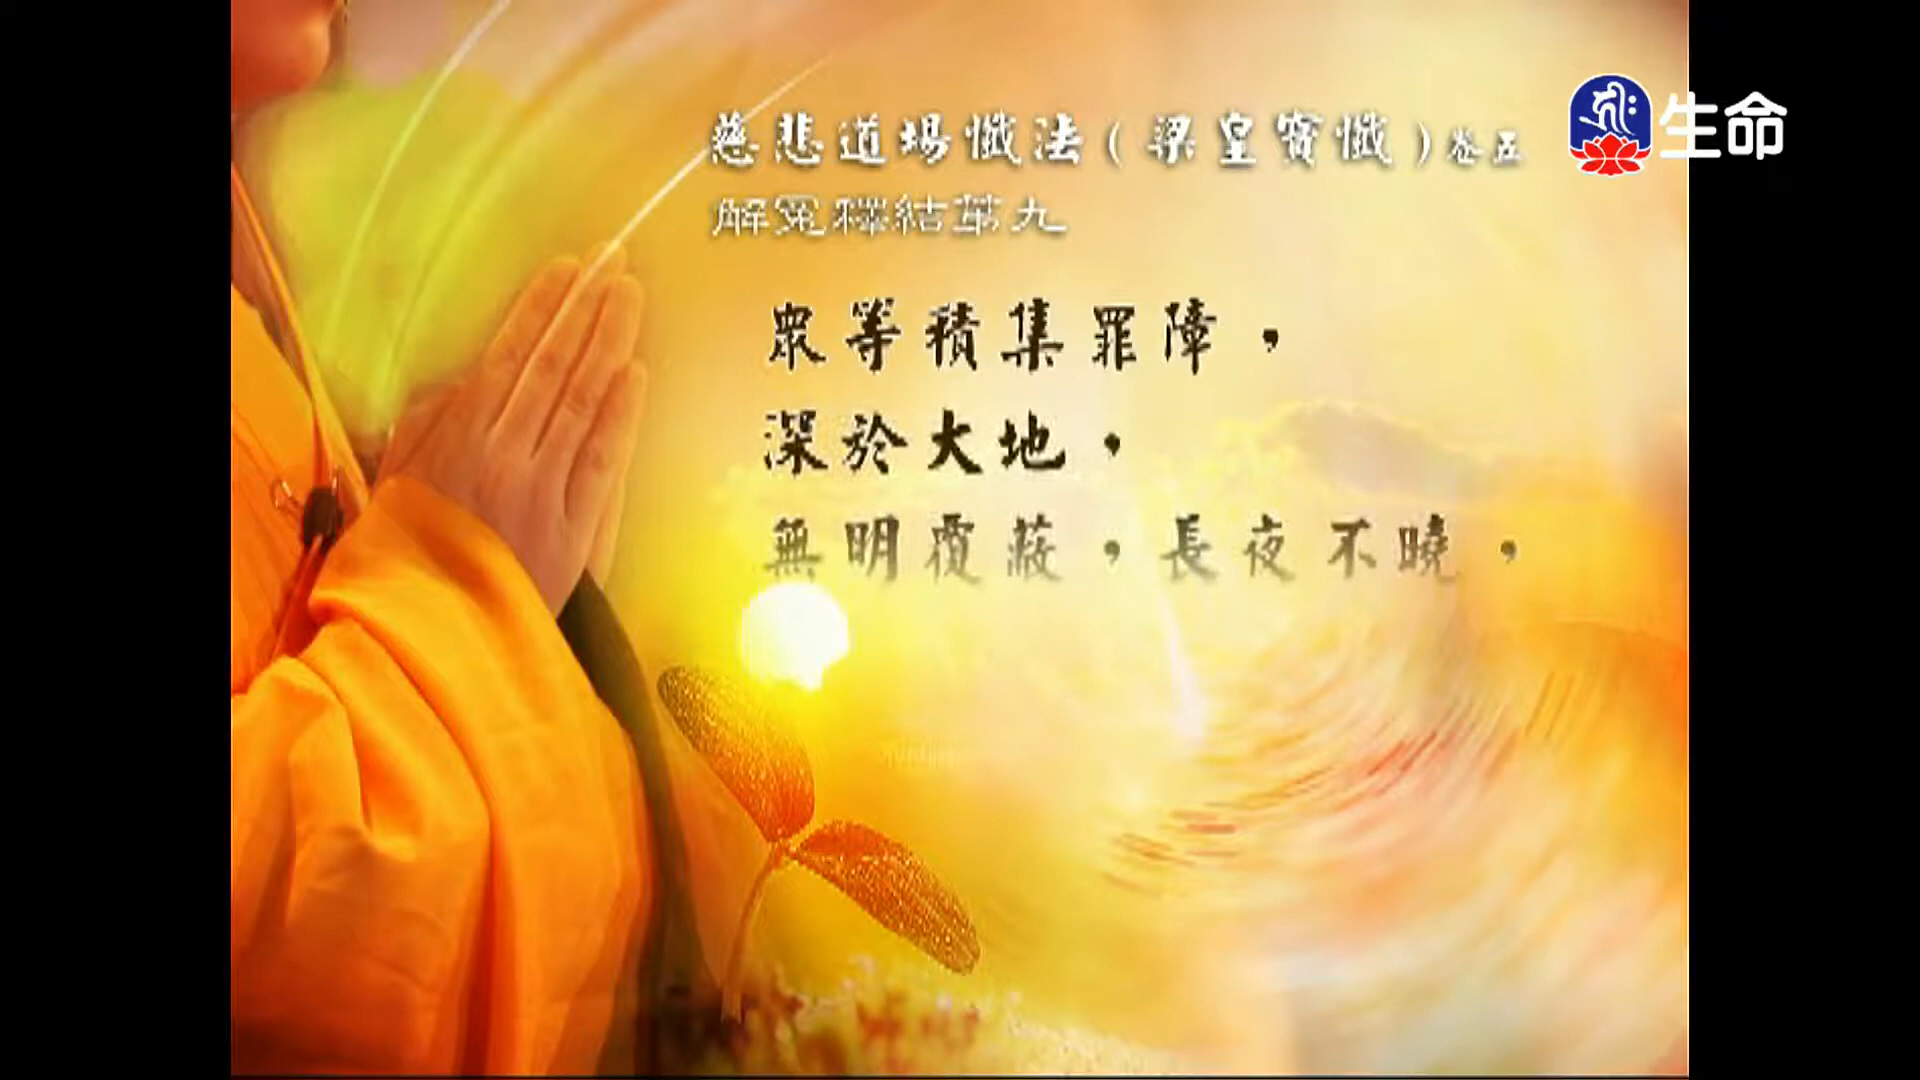 慈悲道場懺法(梁皇寶懺)卷五
生命
解冤釋結第九
眾等積集罪障，
深於大地，
無明覆蔽，長夜不曉，